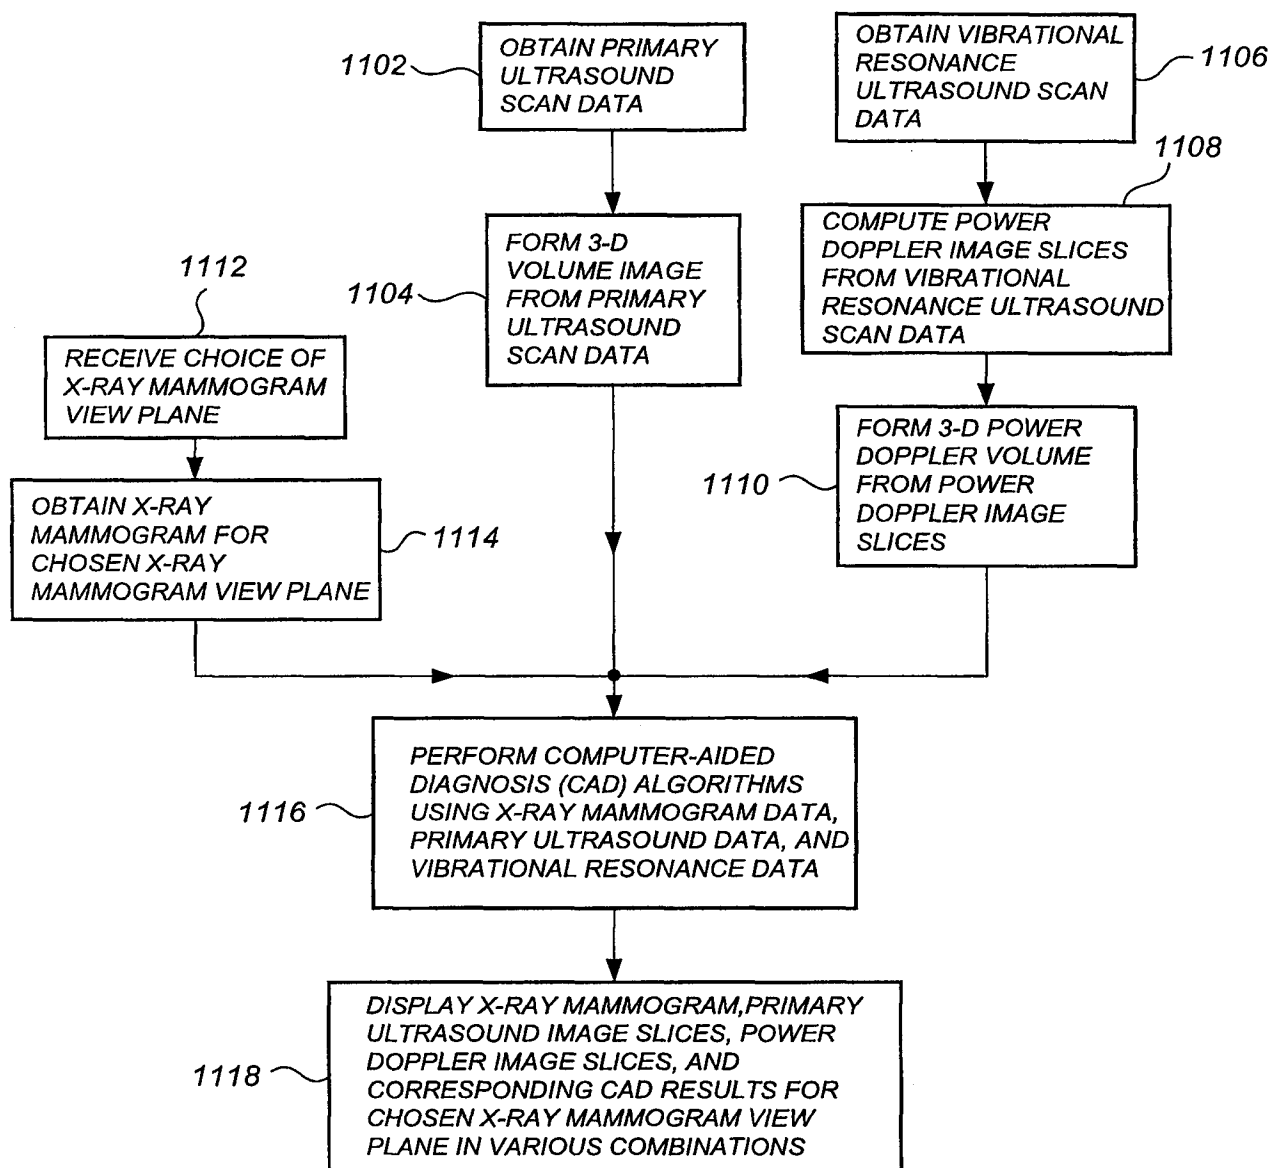 1102
OBTAIN PRIMARY
ULTRASOUND
SCAN DATA
OBTAIN VIBRATIONAL
RESONANCE
ULTRASOUND SCAN
DATA
1106
1108
1104
FORM 3-D
VOLUME IMAGE
FROM PRIMARY
ULTRASOUND
SCAN DATA
COMPUTE POWER
DOPPLER IMAGE SLICES
FROM VIBRATIONAL
RESONANCE ULTRASOUND
SCAN DATA
1112
RECEIVE CHOICE OF
X-RAY MAMMOGRAM
VIEW PLANE
1110
FORM 3-D POWER
DOPPLER VOLUME
FROM POWER
DOPPLER IMAGE
SLICES
OBTAIN X-RAY
MAMMOGRAM FOR
CHOSEN X-RAY
MAMMOGRAM VIEW PLANE
1114
1116
PERFORM COMPUTER-AIDED
DIAGNOSIS (CAD) ALGORITHMS
USING X-RAY MAMMOGRAM DATA,
PRIMARY ULTRASOUND DATA, AND
VIBRATIONAL RESONANCE DATA
1118
DISPLAY X-RAY MAMMOGRAM,PRIMARY
ULTRASOUND IMAGE SLICES, POWER
DOPPLER IMAGE SLICES, AND
CORRESPONDING CAD RESULTS FOR
CHOSEN X-RAY MAMMOGRAM VIEW
PLANE IN VARIOUS COMBINATIONS